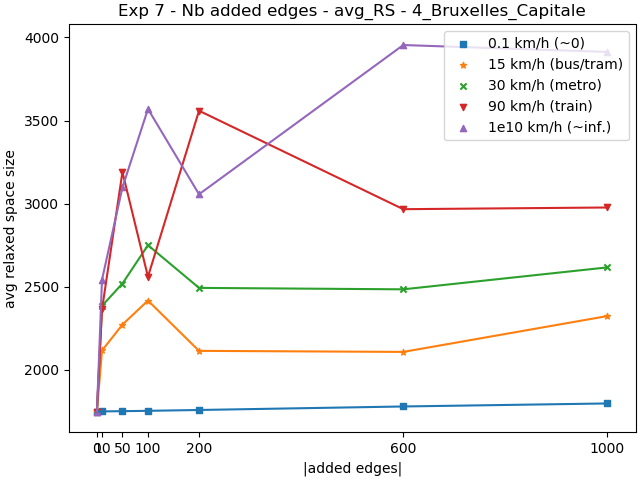 Exp 7 - Nb added edges - avg_RS - 4_Bruxelles_Capitale
4000
3500
3000
2500
2000
avg relaxed space size
0.1 km/h (~0)
15 km/h (bus/tram)
30 km/h (metro)
90 km/h (train)
1e10 km/h (~inf.)
0 10 50 100 200 600 1000
|added edges|